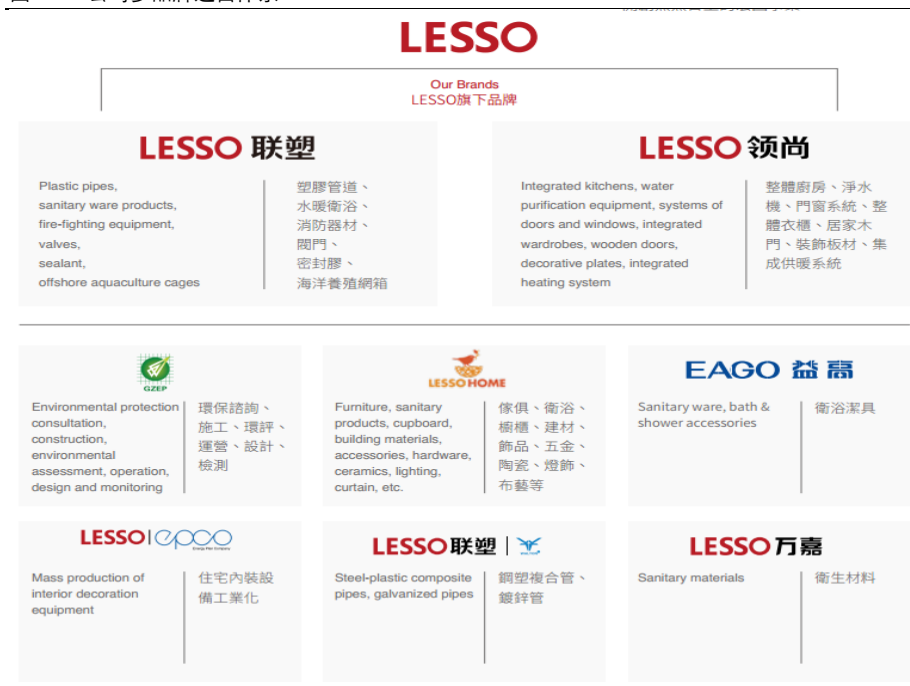 LESSO
Our Brands
LESSO旗下品牌
LESSO 联塑
Plastic pipes,
sanitary ware products,
fire-fighting equipment,
valves,
sealant,
offshore aquaculture cages
塑膠管道、
水暖衛浴、
消防器材、
閥門、
密封膠、
海洋養殖網箱
LESSO 领尚
Integrated kitchens, water
purification equipment, systems of
doors and windows, integrated
wardrobes, wooden doors,
decorative plates, integrated
heating system
整體廚房、淨水
機、門窗系統、整
體衣櫃、居家木
門、裝飾板材、集
成供暖系統
GZEP
Environmental protection
consultation,
construction,
environmental
assessment, operation,
design and monitoring
環保諮詢、
施工、環評、
運營、設計、
檢測
LESSO HOME
Furniture, sanitary
products, cupboard,
building materials,
accessories, hardware,
ceramics, lighting,
curtain, etc.
傢俱、衛浴、
櫥櫃、建材、
飾品、五金、
陶瓷、燈飾、
布藝等
EAGO 益高
Sanitary ware, bath &
shower accessories
衛浴潔具
LESSO epco
Mass production of
interior decoration
equipment
住宅內裝設
備工業化
LESSO联塑
Steel-plastic composite
pipes, galvanized pipes
鋼塑複合管、
鍍鋅管
LESSO万嘉
Sanitary materials
衛生材料